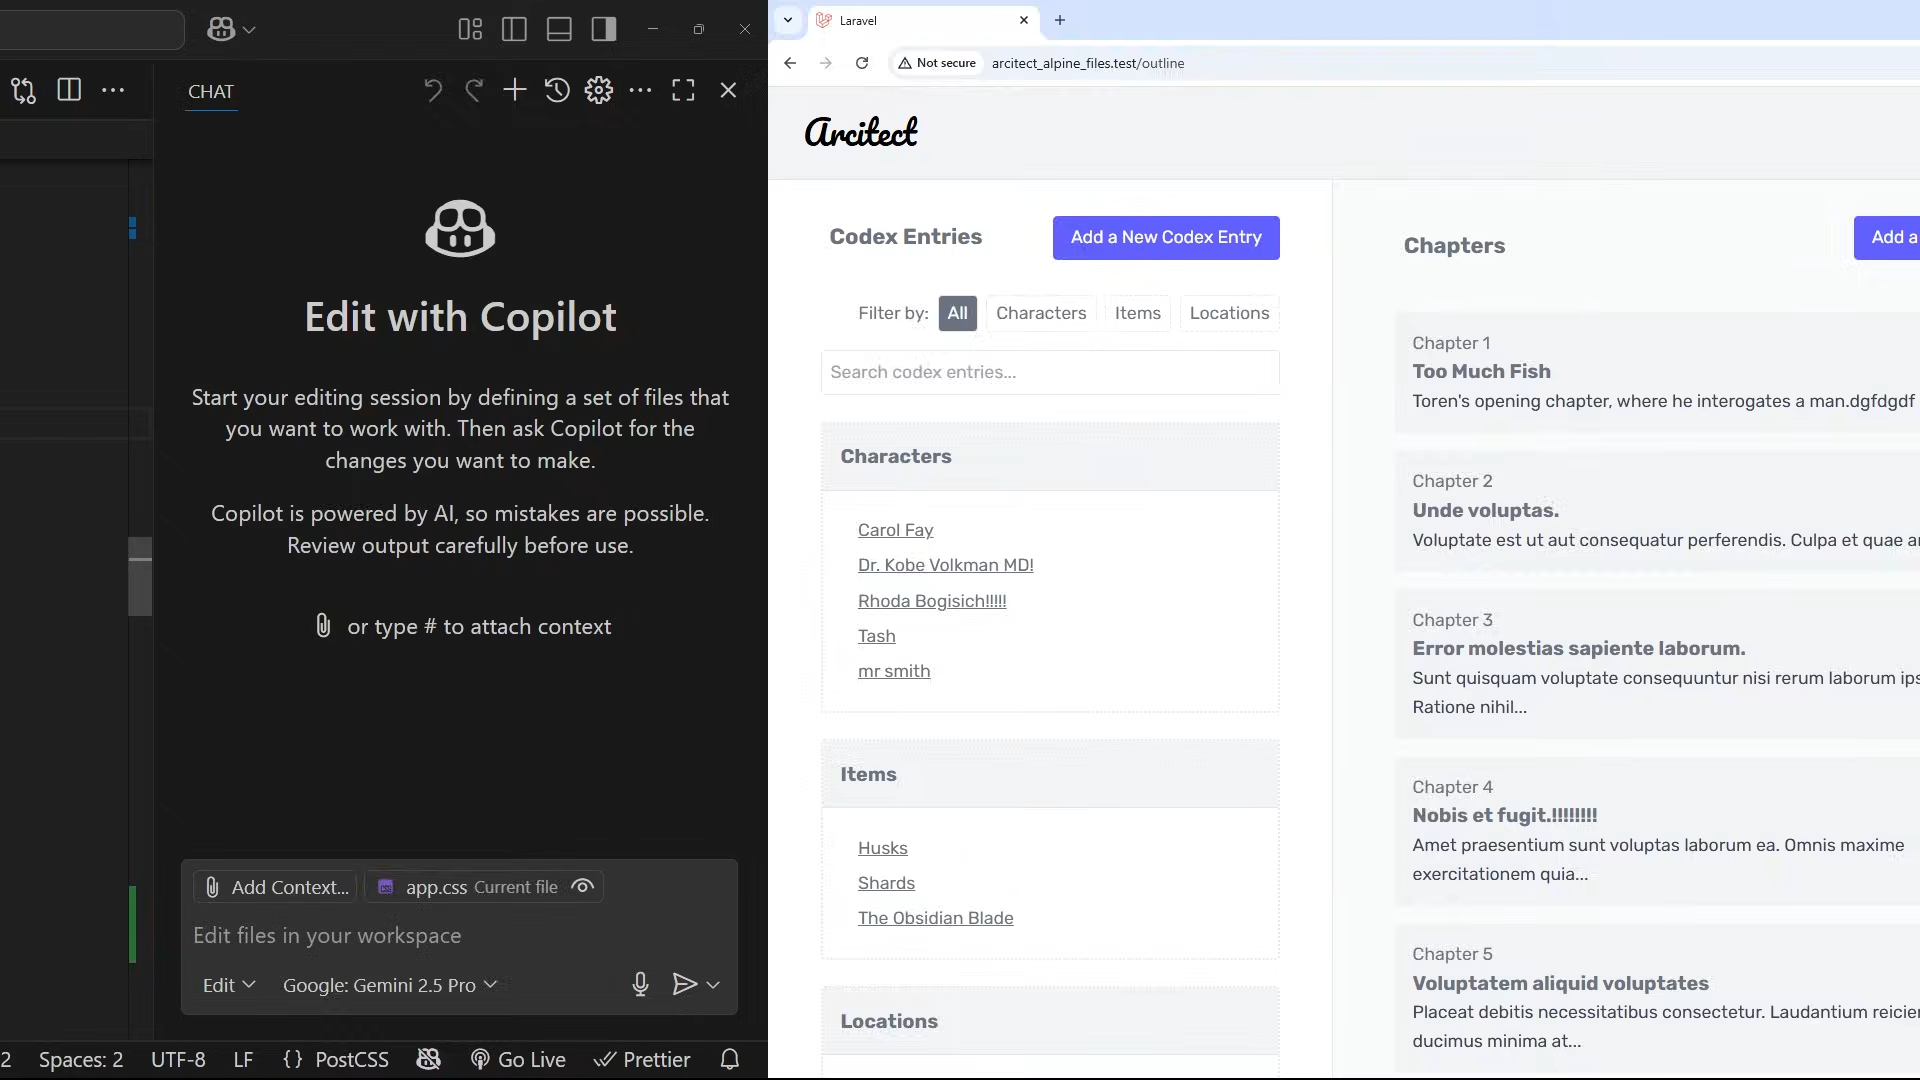 CHAT
Edit with Copilot
Start your editing session by defining a set of files that
you want to work with. Then ask Copilot for the
changes you want to make.
Copilot is powered by AI, so mistakes are possible.
Review output carefully before use.
or type # to attach context
Add Context...
app.css Current file
Edit files in your workspace
Edit
Google: Gemini 2.5 Pro
2
Spaces: 2
UTF-8
LF
{} PostCSS
Go Live
Prettier
Laravel
Not secure
arcitect_alpine_files.test/outline
Arcitect
Codex Entries
Add a New Codex Entry
Filter by:
All
Characters
Items
Locations
Search codex entries...
Characters
Carol Fay
Dr. Kobe Volkman MD!
Rhoda Bogisich!!!!!
Tash
mr smith
Items
Husks
Shards
The Obsidian Blade
Locations
Chapters
Add a
Chapter 1
Too Much Fish
Toren's opening chapter, where he interogates a man.dgfdgdf
Chapter 2
Unde voluptas.
Voluptate est ut aut consequatur perferendis. Culpa et quae a
Chapter 3
Error molestias sapiente laborum.
Sunt quisquam voluptate consequuntur nisi rerum laborum ips
Ratione nihil...
Chapter 4
Nobis et fugit.!!!!!!!!
Amet praesentium sunt voluptas laborum ea. Omnis maxime
exercitationem quia...
Chapter 5
Voluptatem aliquid voluptates
Placeat debitis necessitatibus consectetur. Laudantium reicie
ducimus minima at...